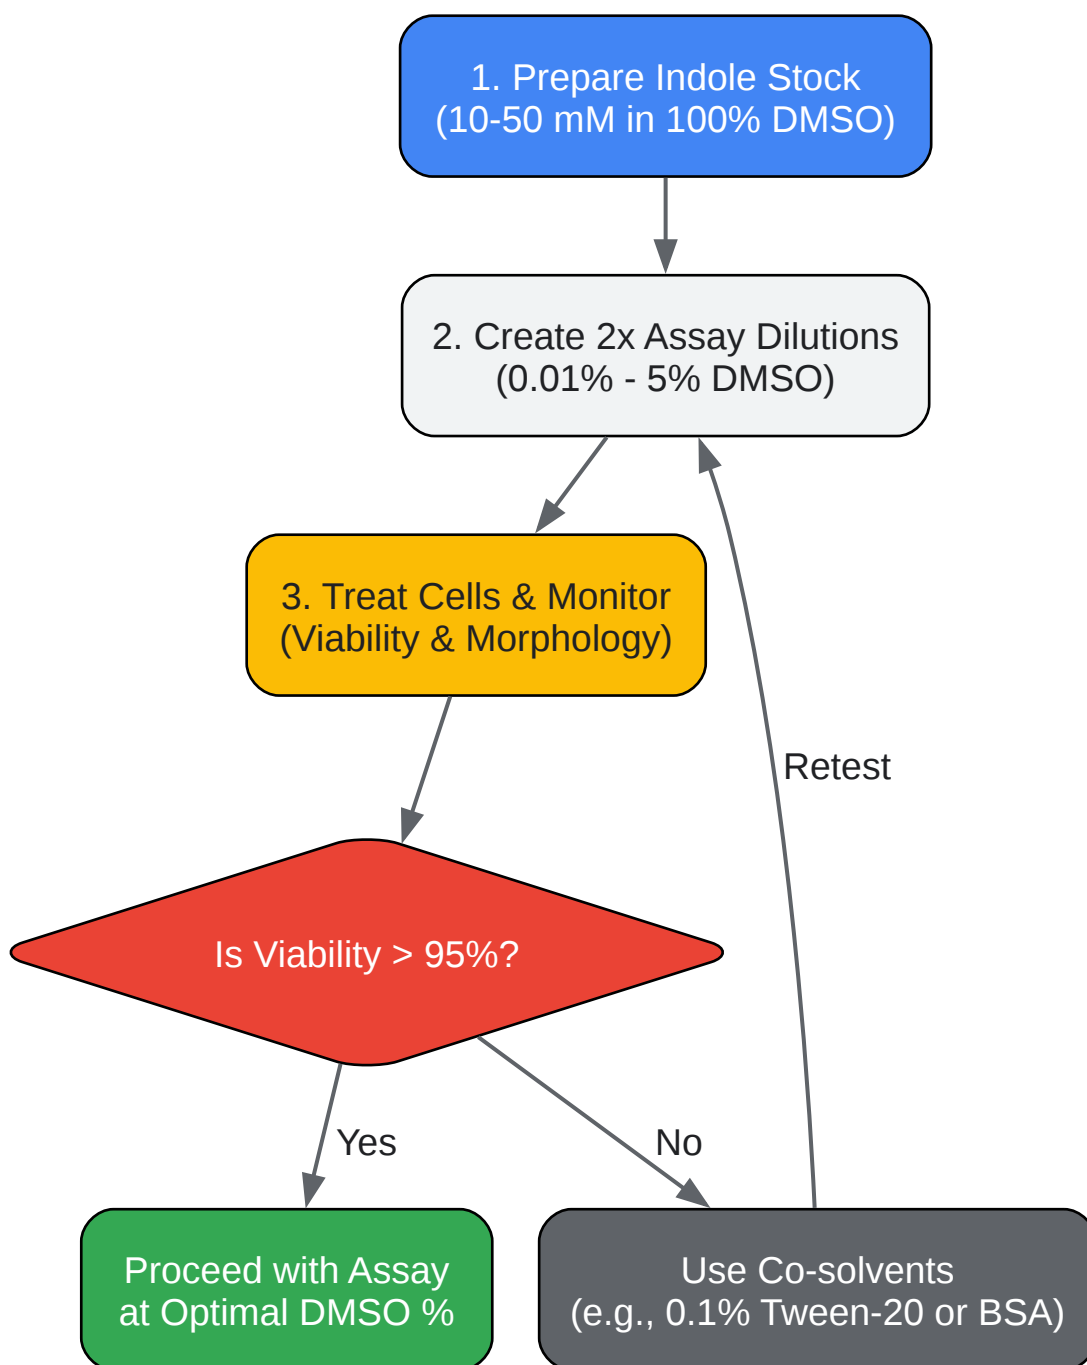 1. Prepare Indole Stock
(10-50 mM in 100% DMSO)
2. Create 2x Assay Dilutions
(0.01% - 5% DMSO)
3. Treat Cells & Monitor
(Viability & Morphology)
Retest
Is Viability > 95%?
Yes
No
Proceed with Assay
at Optimal DMSO %
Use Co-solvents
(e.g., 0.1% Tween-20 or BSA)